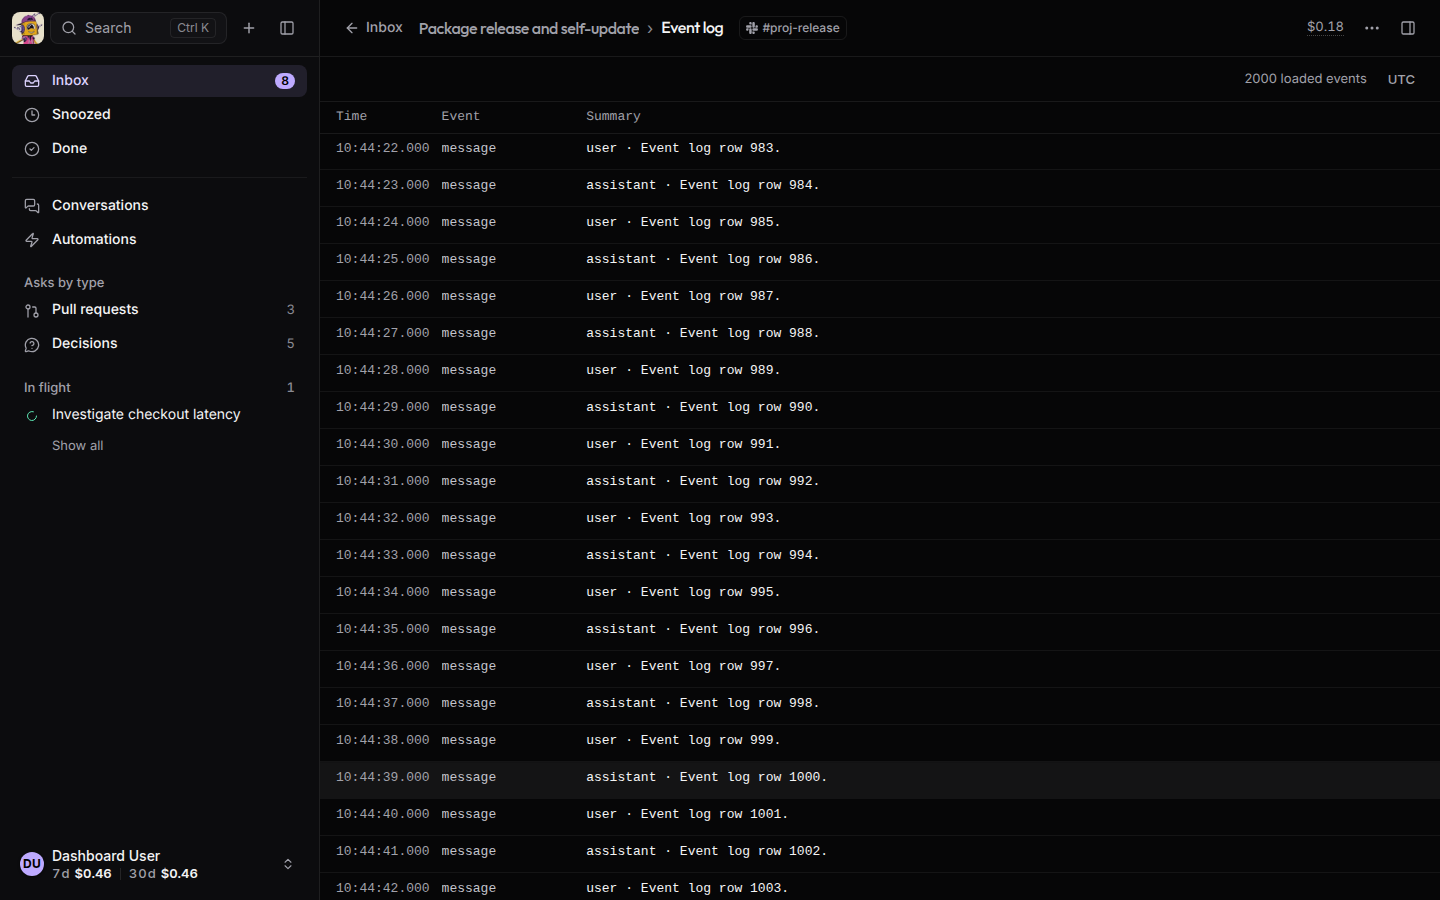 Search Ctrl K
Inbox 8
Snoozed
Done
Conversations
Automations
Asks by type
Pull requests 3
Decisions 5
In flight 1
Investigate checkout latency
Show all
DU Dashboard User
7d $0.46 | 30d $0.46
← Inbox Package release and self-update › Event log #proj-release $0.18 ···
2000 loaded events UTC
Time Event Summary
10:44:22.000 message user · Event log row 983.
10:44:23.000 message assistant · Event log row 984.
10:44:24.000 message user · Event log row 985.
10:44:25.000 message assistant · Event log row 986.
10:44:26.000 message user · Event log row 987.
10:44:27.000 message assistant · Event log row 988.
10:44:28.000 message user · Event log row 989.
10:44:29.000 message assistant · Event log row 990.
10:44:30.000 message user · Event log row 991.
10:44:31.000 message assistant · Event log row 992.
10:44:32.000 message user · Event log row 993.
10:44:33.000 message assistant · Event log row 994.
10:44:34.000 message user · Event log row 995.
10:44:35.000 message assistant · Event log row 996.
10:44:36.000 message user · Event log row 997.
10:44:37.000 message assistant · Event log row 998.
10:44:38.000 message user · Event log row 999.
10:44:39.000 message assistant · Event log row 1000.
10:44:40.000 message user · Event log row 1001.
10:44:41.000 message assistant · Event log row 1002.
10:44:42.000 message user · Event log row 1003.